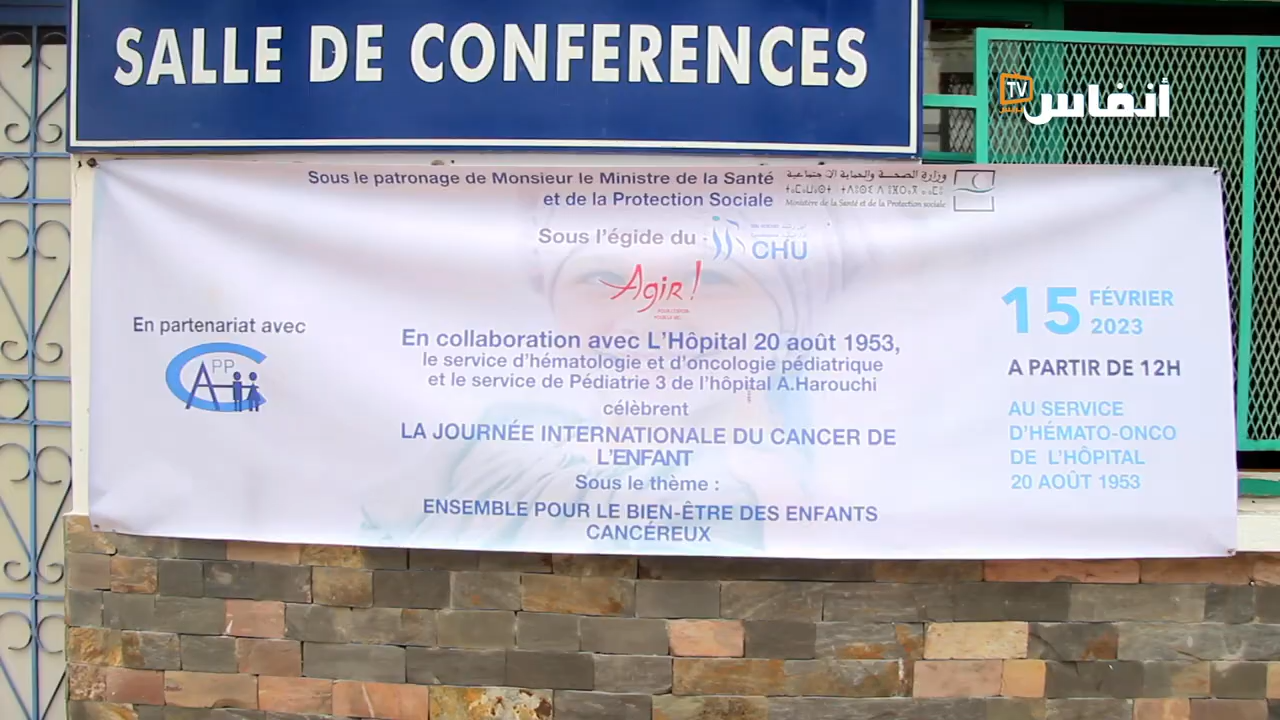 SALLE DE CONFERENCES
TV أنفاس
Sous le patronage de Monsieur le Ministre de la Santé
et de la Protection Sociale
وزارة الصحة والحماية الاجتماعية
Ministère de la Santé et de la Protection sociale
Sous l'égide du
CHU
Agir !
En partenariat avec
APP
En collaboration avec L'Hôpital 20 août 1953,
le service d'hématologie et d'oncologie pédiatrique
et le service de Pédiatrie 3 de l'hôpital A.Harouchi
célèbrent
LA JOURNÉE INTERNATIONALE DU CANCER DE
L'ENFANT
Sous le thème :
ENSEMBLE POUR LE BIEN-ÊTRE DES ENFANTS
CANCÉREUX
15 FÉVRIER
2023
A PARTIR DE 12H
AU SERVICE
D'HÉMATO-ONCO
DE L'HÔPITAL
20 AOÛT 1953